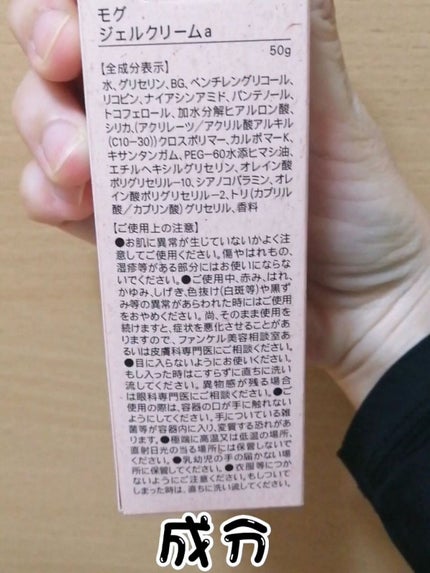 モグ
ジェルクリームa
50g
【全成分表示】
水、グリセリン、BG、ペンチレングリコール、
リコピン、ナイアシンアミド、パンテノール、
トコフェロール、加水分解ヒアルロン酸、
シリカ、(アクリレーツ/アクリル酸アルキル
(C10-30))クロスポリマー、カルボマーK、
キサンタンガム、PEG-60水添ヒマシ油、
エチルヘキシルグリセリン、オレイン酸
ポリグリセリル-10、シアノコバラミン、オレ
イン酸ポリグリセリル-2、トリ(カプリル
酸/カプリン酸)グリセリル、香料
【ご使用上の注意】
●お肌に異常が生じていないかよく注
意してご使用ください。傷やはれもの、
湿疹等がある部分にはお使いにならな
いでください。●ご使用中、赤み、はれ、
かゆみ、しげき、色抜け(白斑等)や黒ず
み等の異常があらわれた時にはご使用
をおやめください。尚、そのまま使用を
続けますと、症状を悪化させることがあ
りますので、ファンケル美容相談室あ
るいは皮膚科専門医にご相談ください。
●目に入らないようにお使いください。
もし入った時はこすらずに直ちに洗い
流してください。異物感が残る場合
は眼科専門医にご相談ください。●ご
使用の際は、容器の口が手に触れない
ようにしてください。手についている雑
菌等が容器内に入り、変質する恐れがあ
ります。●極端に高温又は低温の場所、
直射日光の当る場所には保管しないで
ください。●乳幼児の手の届かない場
所に保管してください。●衣服等につか
ないようにご注意ください。もしついて
しまった時は、直ちに洗い流してください。
成分